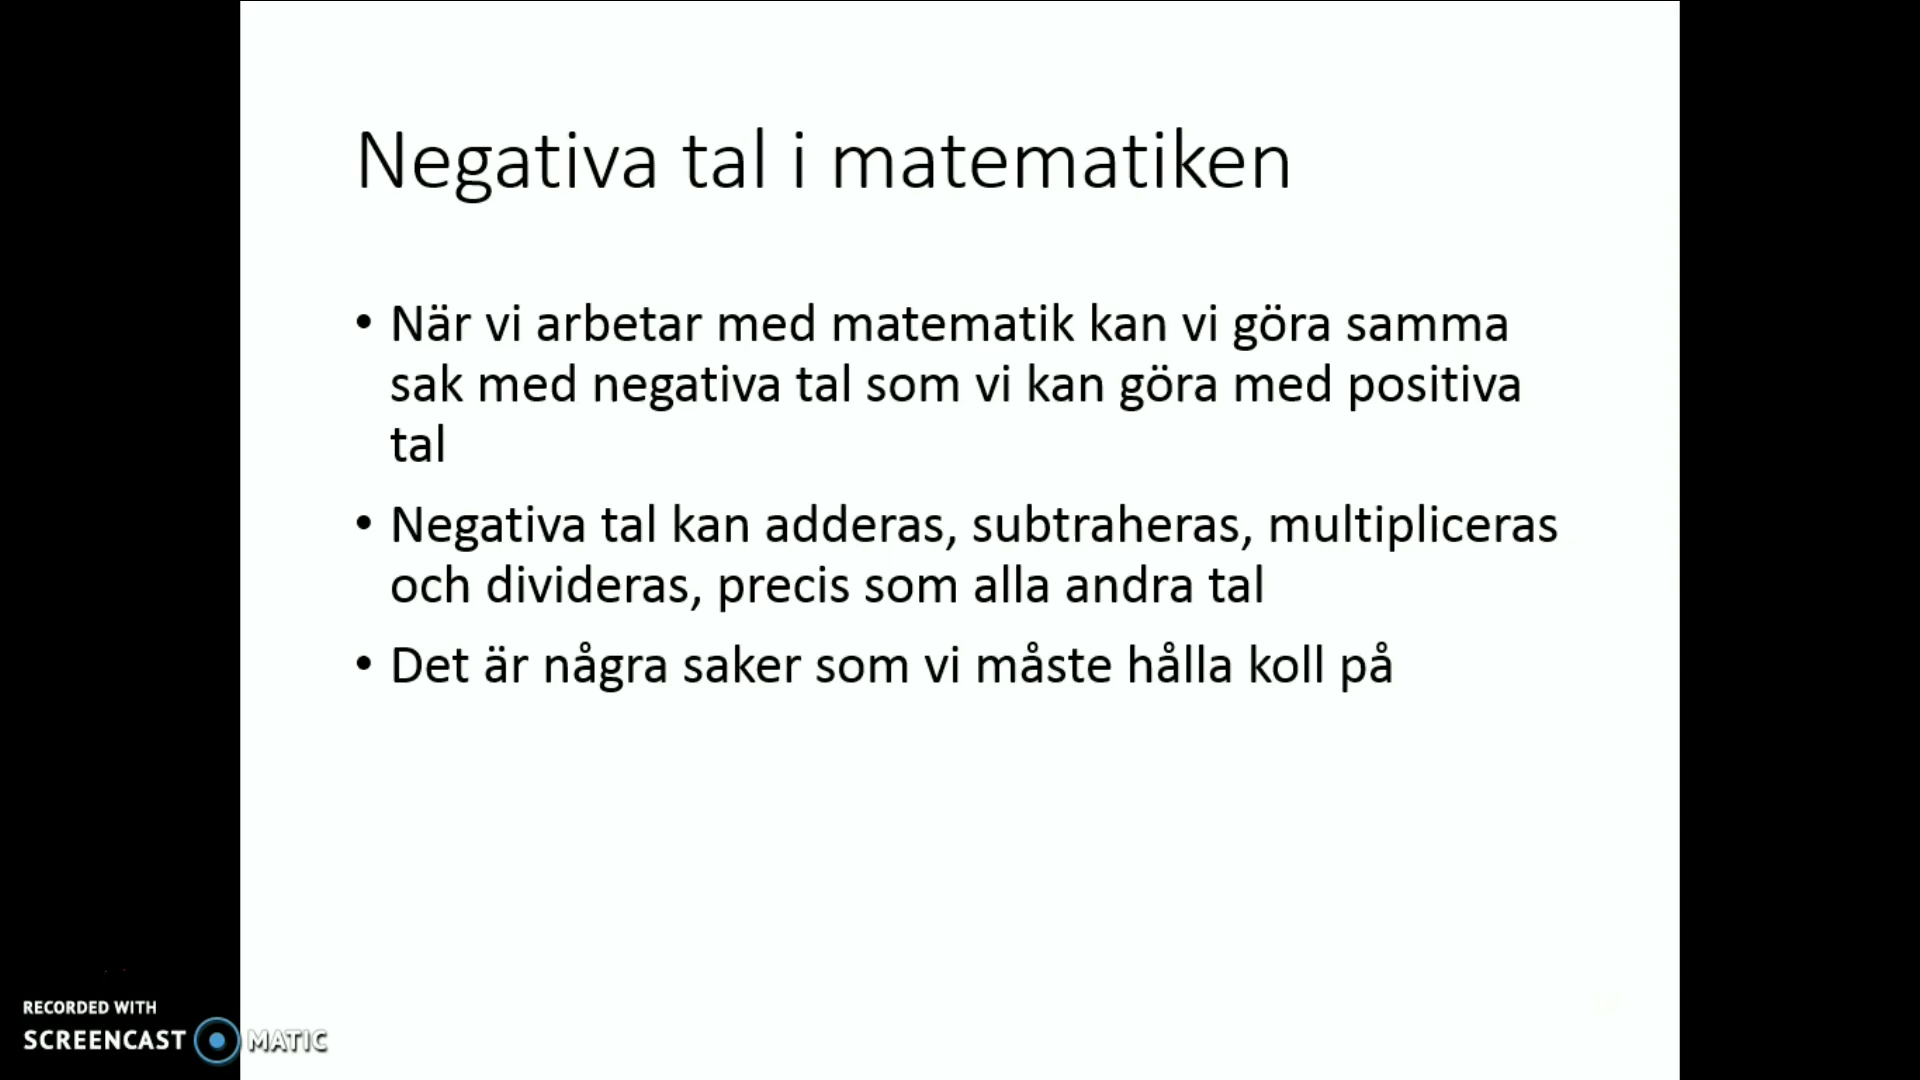 Negativa tal i matematiken
• När vi arbetar med matematik kan vi göra samma
sak med negativa tal som vi kan göra med positiva
tal
• Negativa tal kan adderas, subtraheras, multipliceras
och divideras, precis som alla andra tal
• Det är några saker som vi måste hålla koll på
RECORDED WITH
SCREENCAST MATIC